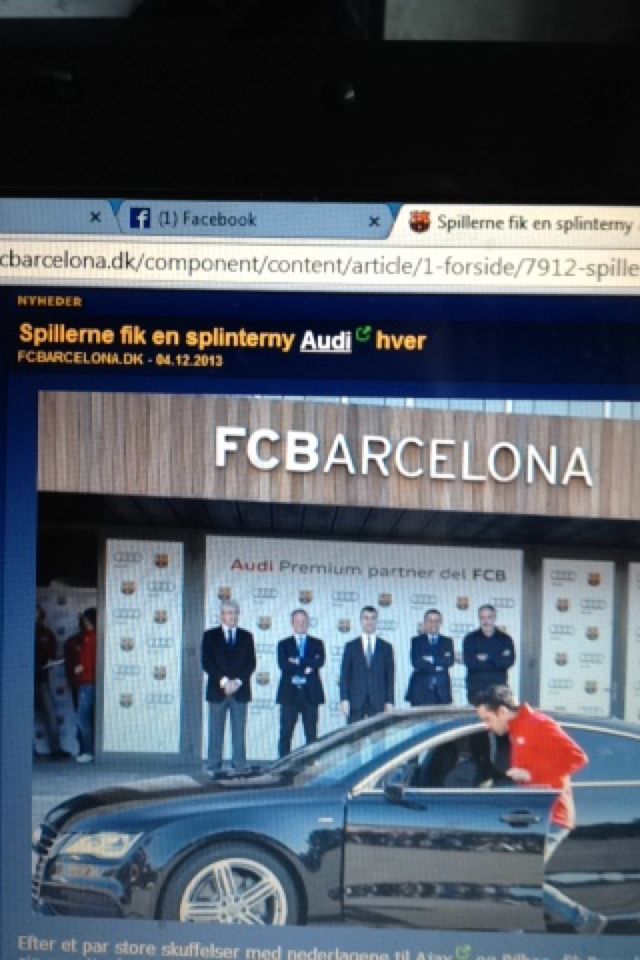 (1) Facebook
Spillerne fik en splinterny
cbarcelona.dk/component/content/article/1-forside/7912-spille
NYHEDER
Spillerne fik en splinterny Audi hver
FCBARCELONA.DK - 04.12.2013
FCBARCELONA
Audi Premium partner del FCB
Efter et par store skuffelser med nederlagene til Ajax og